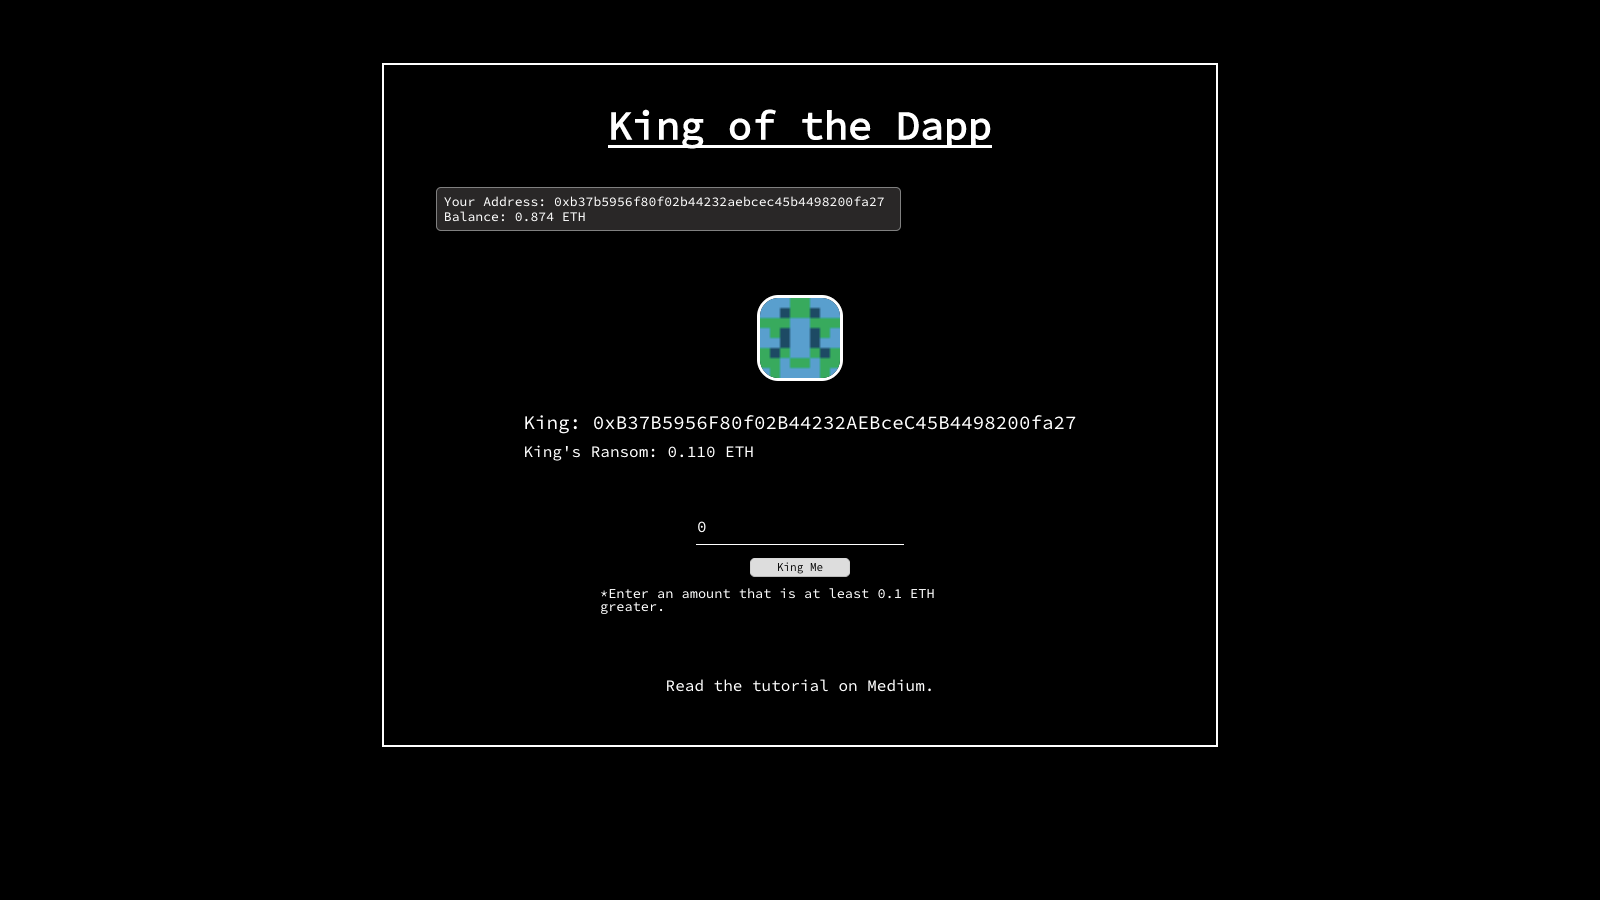 King of the Dapp
Your Address: 0xb37b5956f80f02b44232aebcec45b4498200fa27
Balance: 0.874 ETH
King: 0xB37B5956F80f02B44232AEBceC45B4498200fa27
King's Ransom: 0.110 ETH
0
King Me
*Enter an amount that is at least 0.1 ETH
greater.
Read the tutorial on Medium.